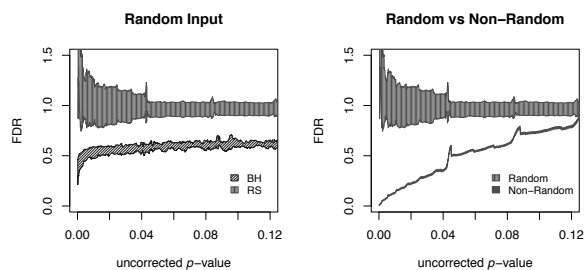 Random Input
FDR
1.5
1.0
0.5
0.0
BH
RS
0.00
0.04
0.08
0.12
uncorrected p-value
Random vs Non-Random
FDR
1.5
1.0
0.5
0.0
Random
Non-Random
0.00
0.04
0.08
0.12
uncorrected p-value